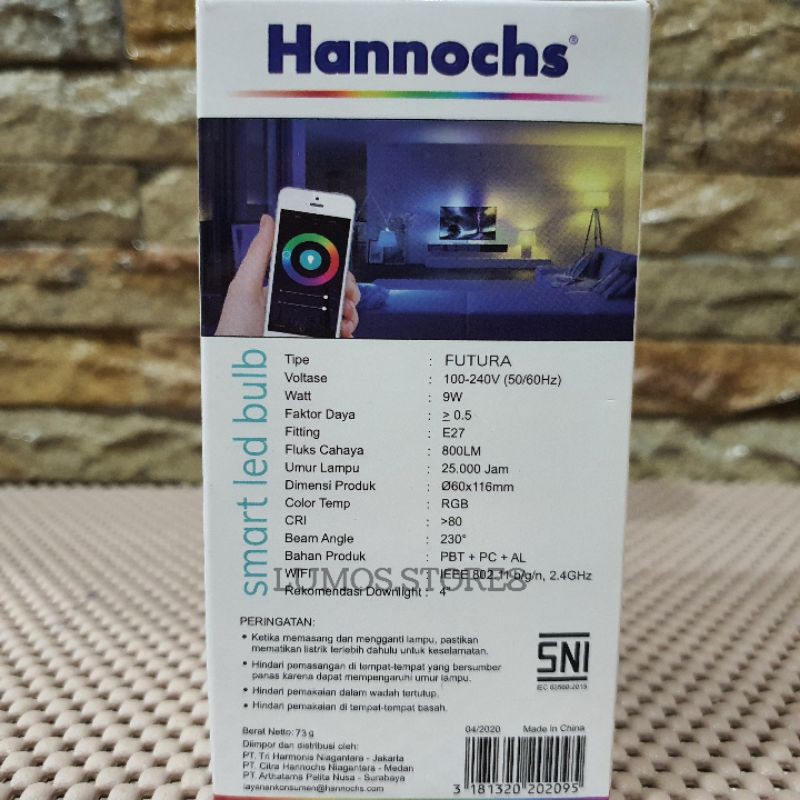 Hannochs®
smart led bulb
Tipe : FUTURA
Voltase : 100-240V (50/60Hz)
Watt : 9W
Faktor Daya : ≥ 0.5
Fitting : E27
Fluks Cahaya : 800LM
Umur Lampu : 25.000 Jam
Dimensi Produk : Ø60x116mm
Color Temp : RGB
CRI : >80
Beam Angle : 230°
Bahan Produk : PBT + PC + AL
WIFI : IEEE 802.11 b/g/n, 2.4GHz
LUMOS STORE8
Rekomendasi Downlight : 4"
PERINGATAN:
• Ketika memasang dan mengganti lampu, pastikan
mematikan listrik terlebih dahulu untuk keselamatan.
• Hindari pemasangan di tempat-tempat yang bersumber
panas karena dapat mempengaruhi umur lampu.
• Hindari pemakaian dalam wadah tertutup.
• Hindari pemakaian di tempat-tempat basah.
SNI
Berat Netto: 73 g
Diimpor dan distribusi oleh:
PT. Tri Harmonis Niagantara - Jakarta
PT. Citra Hannochs Niagantara - Medan
PT. Arthatama Pelita Nusa - Surabaya
layanankonsumen@hannochs.com
04/2020 Made in China
3 181320 202095